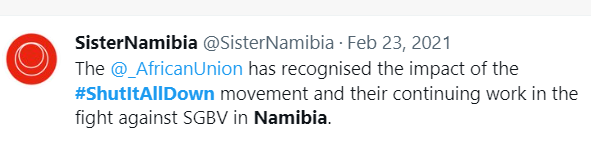 SisterNamibia @SisterNamibia · Feb 23, 2021
The @_AfricanUnion has recognised the impact of the
#ShutItAllDown movement and their continuing work in the
fight against SGBV in Namibia.